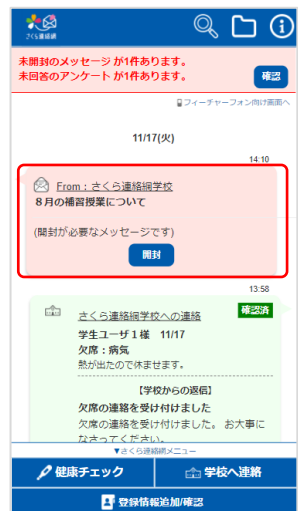 さくら連絡網
未開封のメッセージ が1件あります。
未回答のアンケート が1件あります。
確認
フィーチャーフォン向け画面へ
11/17(火)
14:10
From：さくら連絡網学校
８月の補習授業について
(開封が必要なメッセージです)
開封
13:58
さくら連絡網学校への連絡
確認済
学生ユーザ１様 11/17
欠席：病気
熱が出たので休ませます。
【学校からの返信】
欠席の連絡を受け付けました
欠席の連絡を受け付けました。 お大事に
なさってください。
▼さくら連絡網メニュー
健康チェック
学校へ連絡
登録情報追加/確認